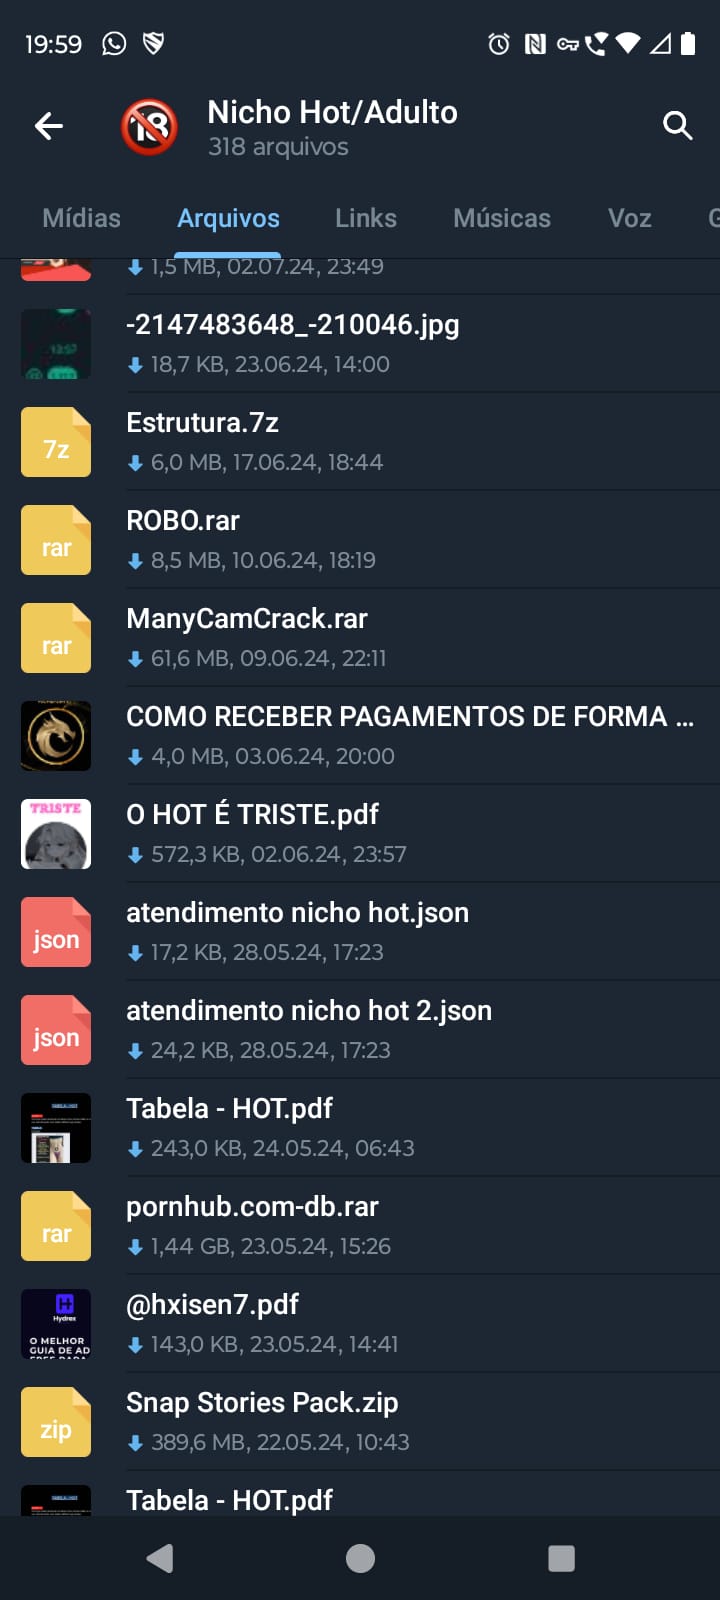 19:59
Nicho Hot/Adulto
318 arquivos
Mídias Arquivos Links Músicas Voz G
1,5 MB, 02.07.24, 23:49
-2147483648_-210046.jpg
18,7 KB, 23.06.24, 14:00
7z
Estrutura.7z
6,0 MB, 17.06.24, 18:44
rar
ROBO.rar
8,5 MB, 10.06.24, 18:19
rar
ManyCamCrack.rar
61,6 MB, 09.06.24, 22:11
COMO RECEBER PAGAMENTOS DE FORMA ...
4,0 MB, 03.06.24, 20:00
TRISTE
O HOT É TRISTE.pdf
572,3 KB, 02.06.24, 23:57
json
atendimento nicho hot.json
17,2 KB, 28.05.24, 17:23
json
atendimento nicho hot 2.json
24,2 KB, 28.05.24, 17:23
Tabela - HOT.pdf
243,0 KB, 24.05.24, 06:43
rar
pornhub.com-db.rar
1,44 GB, 23.05.24, 15:26
Hydrex
O MELHOR
GUIA DE AD
@hxisen7.pdf
143,0 KB, 23.05.24, 14:41
zip
Snap Stories Pack.zip
389,6 MB, 22.05.24, 10:43
Tabela - HOT.pdf